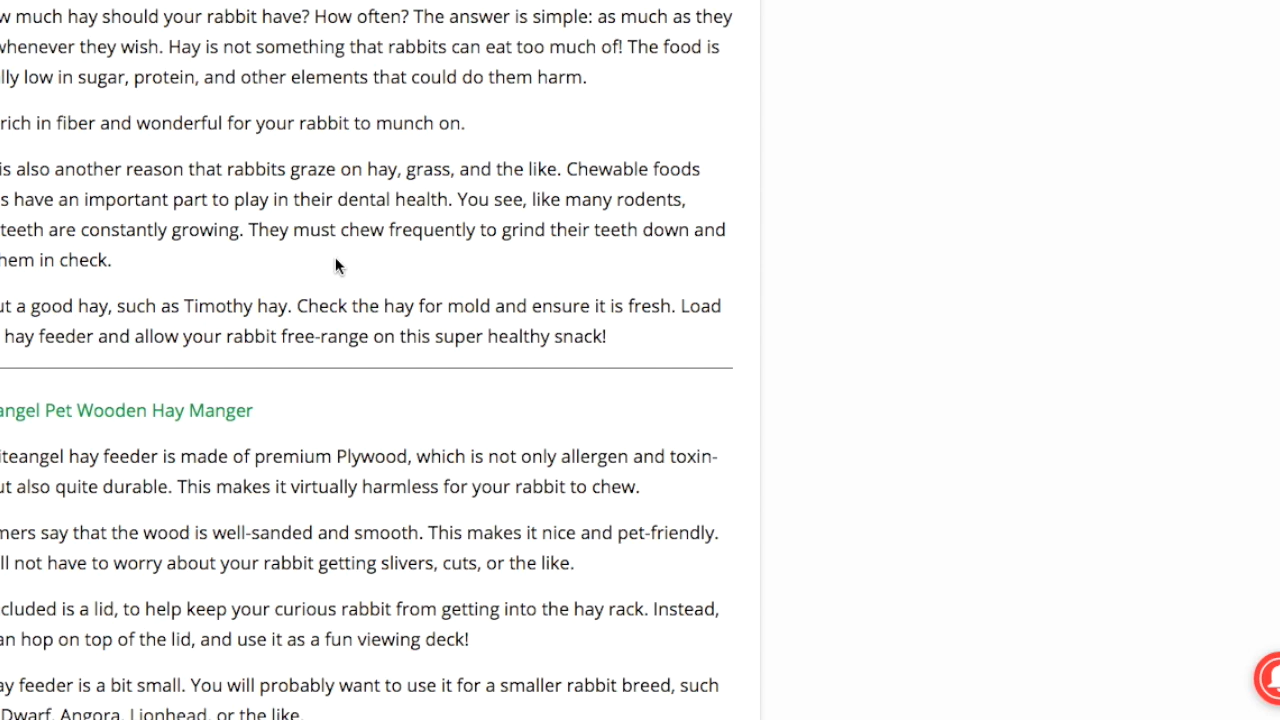 w much hay should your rabbit have? How often? The answer is simple: as much as they
whenever they wish. Hay is not something that rabbits can eat too much of! The food is
lly low in sugar, protein, and other elements that could do them harm.
rich in fiber and wonderful for your rabbit to munch on.
is also another reason that rabbits graze on hay, grass, and the like. Chewable foods
s have an important part to play in their dental health. You see, like many rodents,
teeth are constantly growing. They must chew frequently to grind their teeth down and
hem in check.
ut a good hay, such as Timothy hay. Check the hay for mold and ensure it is fresh. Load
hay feeder and allow your rabbit free-range on this super healthy snack!
angel Pet Wooden Hay Manger
iteangel hay feeder is made of premium Plywood, which is not only allergen and toxin-
ut also quite durable. This makes it virtually harmless for your rabbit to chew.
mers say that the wood is well-sanded and smooth. This makes it nice and pet-friendly.
ll not have to worry about your rabbit getting slivers, cuts, or the like.
cluded is a lid, to help keep your curious rabbit from getting into the hay rack. Instead,
an hop on top of the lid, and use it as a fun viewing deck!
ay feeder is a bit small. You will probably want to use it for a smaller rabbit breed, such
Dwarf, Angora, Lionhead, or the like.